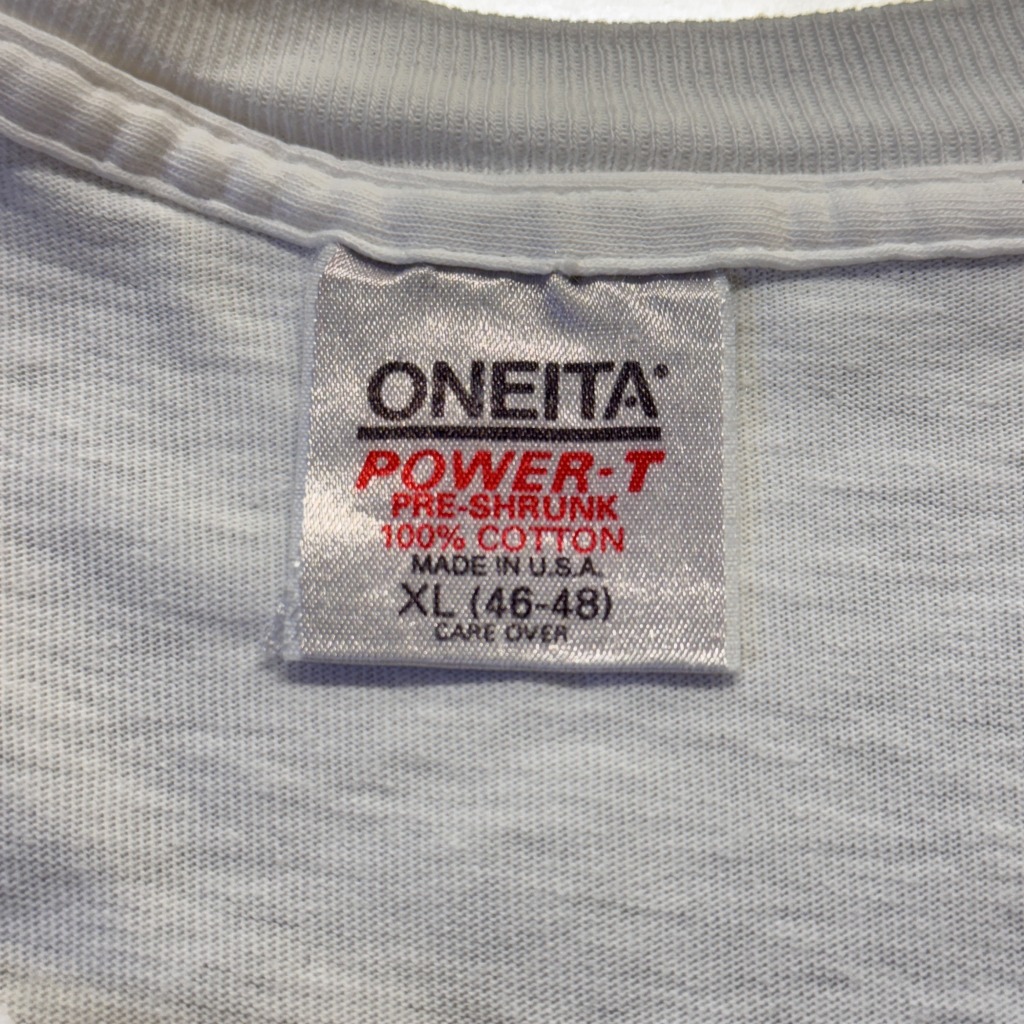 ONEITA
POWER-T
PRE-SHRUNK
100% COTTON
MADE IN U.S.A.
XL (46-48)
CARE OVER